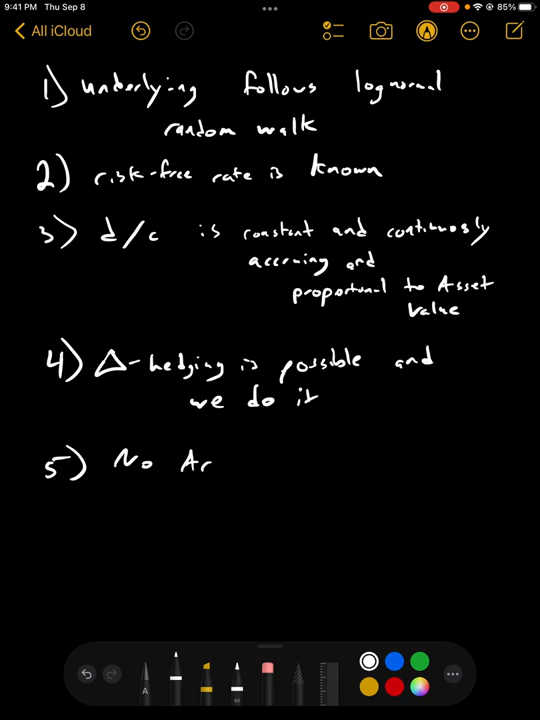 9:41 PM Thu Sep 8
85%
All iCloud
1) underlying follows lognormal
random walk
2) risk-free rate is known
3) d/c is constant and continuously
accruing and
proportional to Asset
value
4) Δ-hedging is possible and
we do it
5) No Ar
A